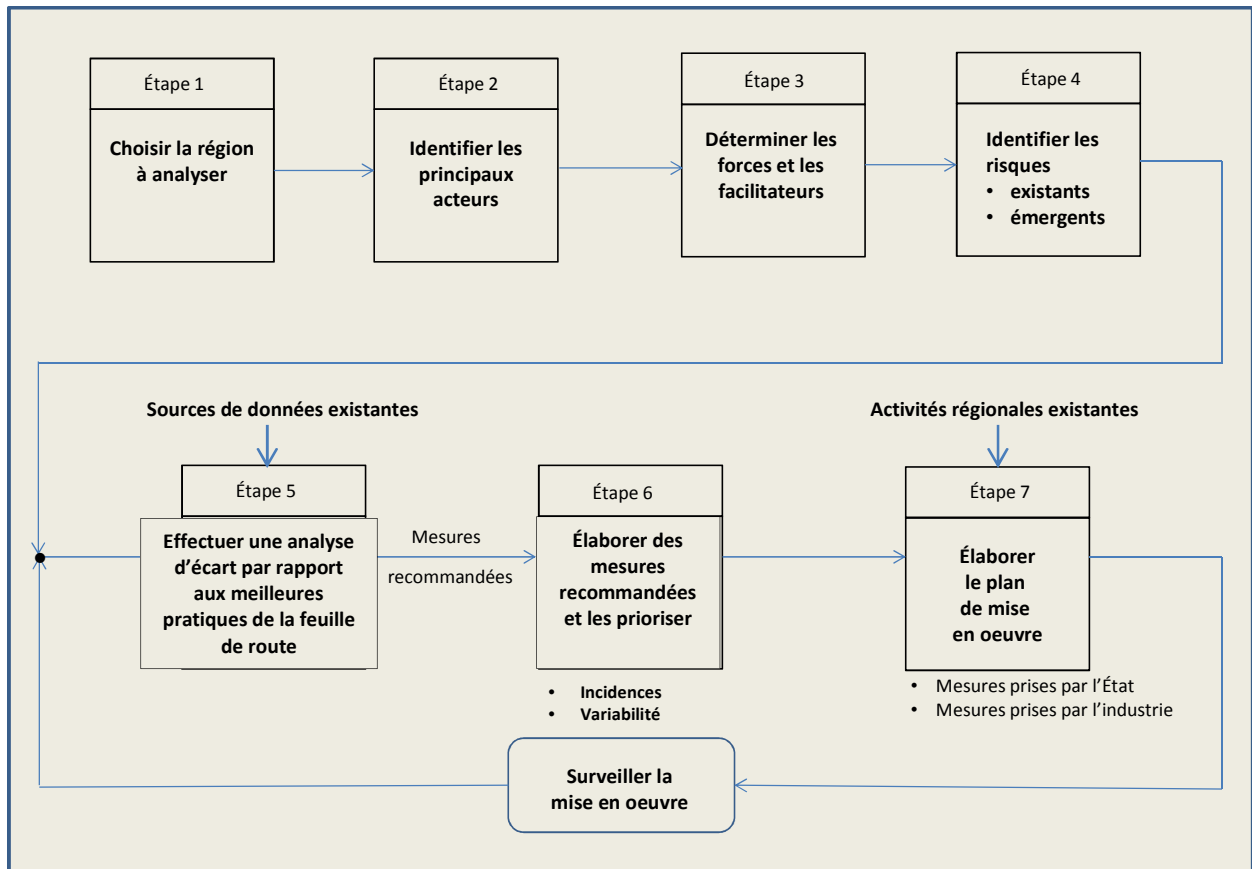 Étape 1
Choisir la région
à analyser
Étape 2
Identifier les
principaux
acteurs
Étape 3
Déterminer les
forces et les
facilitateurs
Étape 4
Identifier les
risques
• existants
• émergents
Sources de données existantes
Étape 5
Effectuer une analyse
d'écart par rapport
aux meilleures
pratiques de la feuille
de route
Mesures
recommandées
Étape 6
Élaborer des
mesures
recommandées
et les prioriser
• Incidences
• Variabilité
Activités régionales existantes
Étape 7
Élaborer
le plan
de mise
en oeuvre
• Mesures prises par l'État
• Mesures prises par l'industrie
Surveiller la
mise en oeuvre